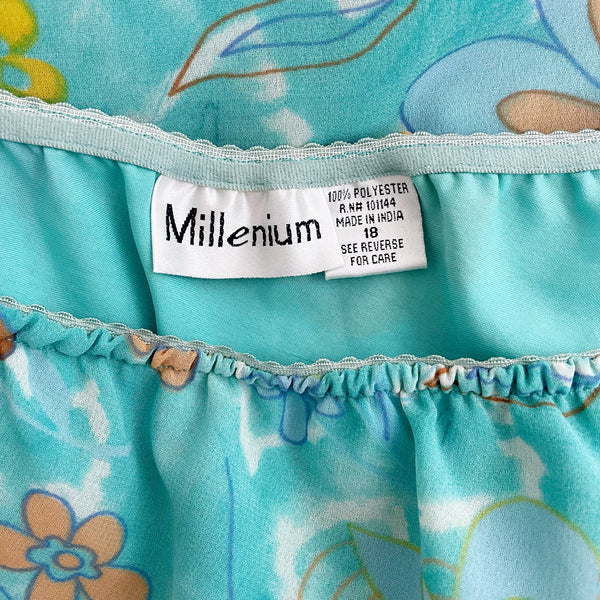 Millenium
100% POLYESTER
R.N# 101144
MADE IN INDIA
18
SEE REVERSE
FOR CARE